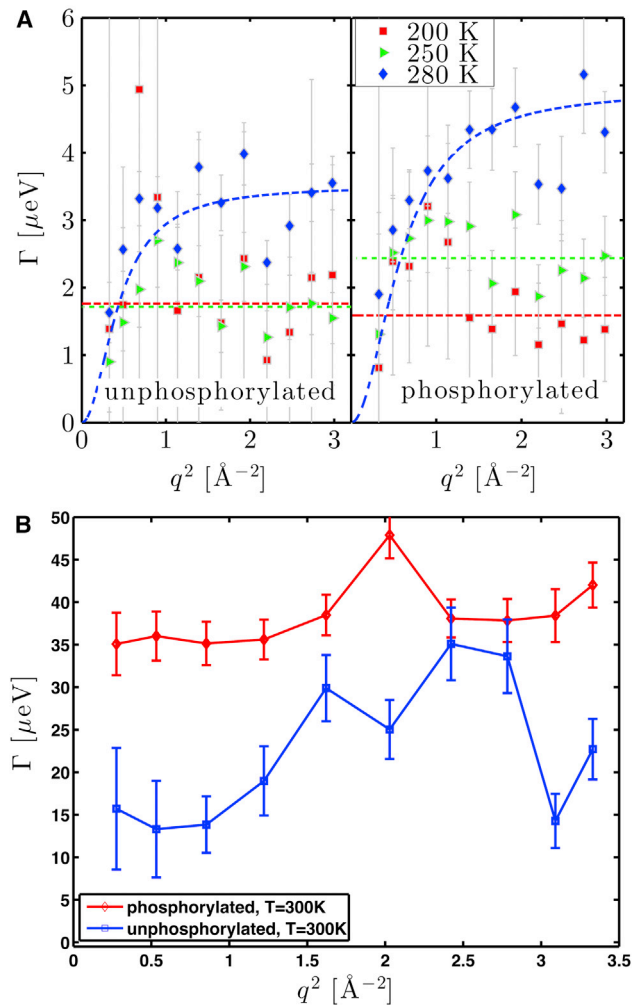 A
6
5
4
3
2
1
0
Γ [μeV]
200 K
250 K
280 K
unphosphorylated
phosphorylated
0 1 2 3
1 2 3
q² [Å⁻²]
q² [Å⁻²]
B
50
45
40
35
30
25
20
15
10
5
0
Γ [μeV]
phosphorylated, T=300K
unphosphorylated, T=300K
0 0.5 1 1.5 2 2.5 3 3.5
q² [Å⁻²]